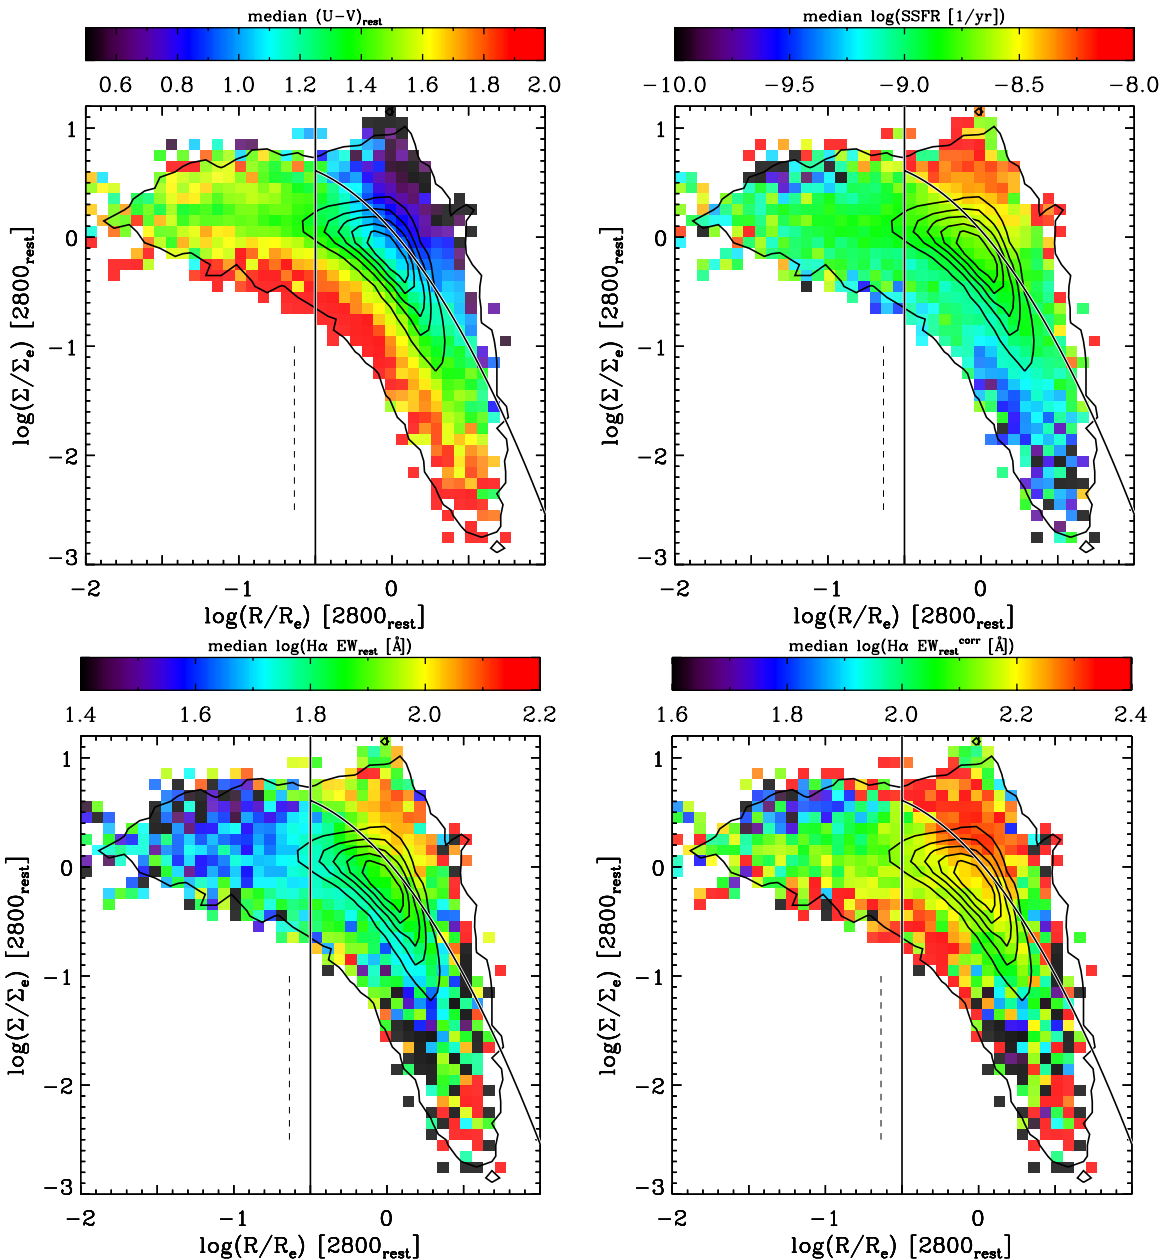 median (U−V)rest
0.6 0.8 1.0 1.2 1.4 1.6 1.8 2.0
1
0
−1
−2
−3
log(Σ/Σe) [2800rest]
−2 −1 0
log(R/Re) [2800rest]
median log(SSFR [1/yr])
−10.0 −9.5 −9.0 −8.5 −8.0
1
0
−1
−2
−3
log(Σ/Σe) [2800rest]
−2 −1 0
log(R/Re) [2800rest]
median log(Hα EWrest [Å])
1.4 1.6 1.8 2.0 2.2
1
0
−1
−2
−3
log(Σ/Σe) [2800rest]
−2 −1 0
log(R/Re) [2800rest]
median log(Hα EWrest corr [Å])
1.6 1.8 2.0 2.2 2.4
1
0
−1
−2
−3
log(Σ/Σe) [2800rest]
−2 −1 0
log(R/Re) [2800rest]